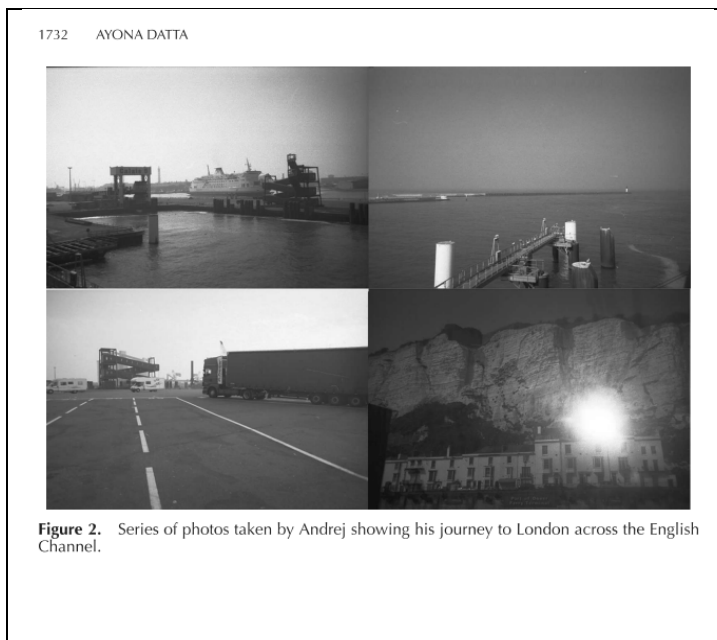 1732 AYONA DATTA
Figure 2. Series of photos taken by Andrej showing his journey to London across the English
Channel.